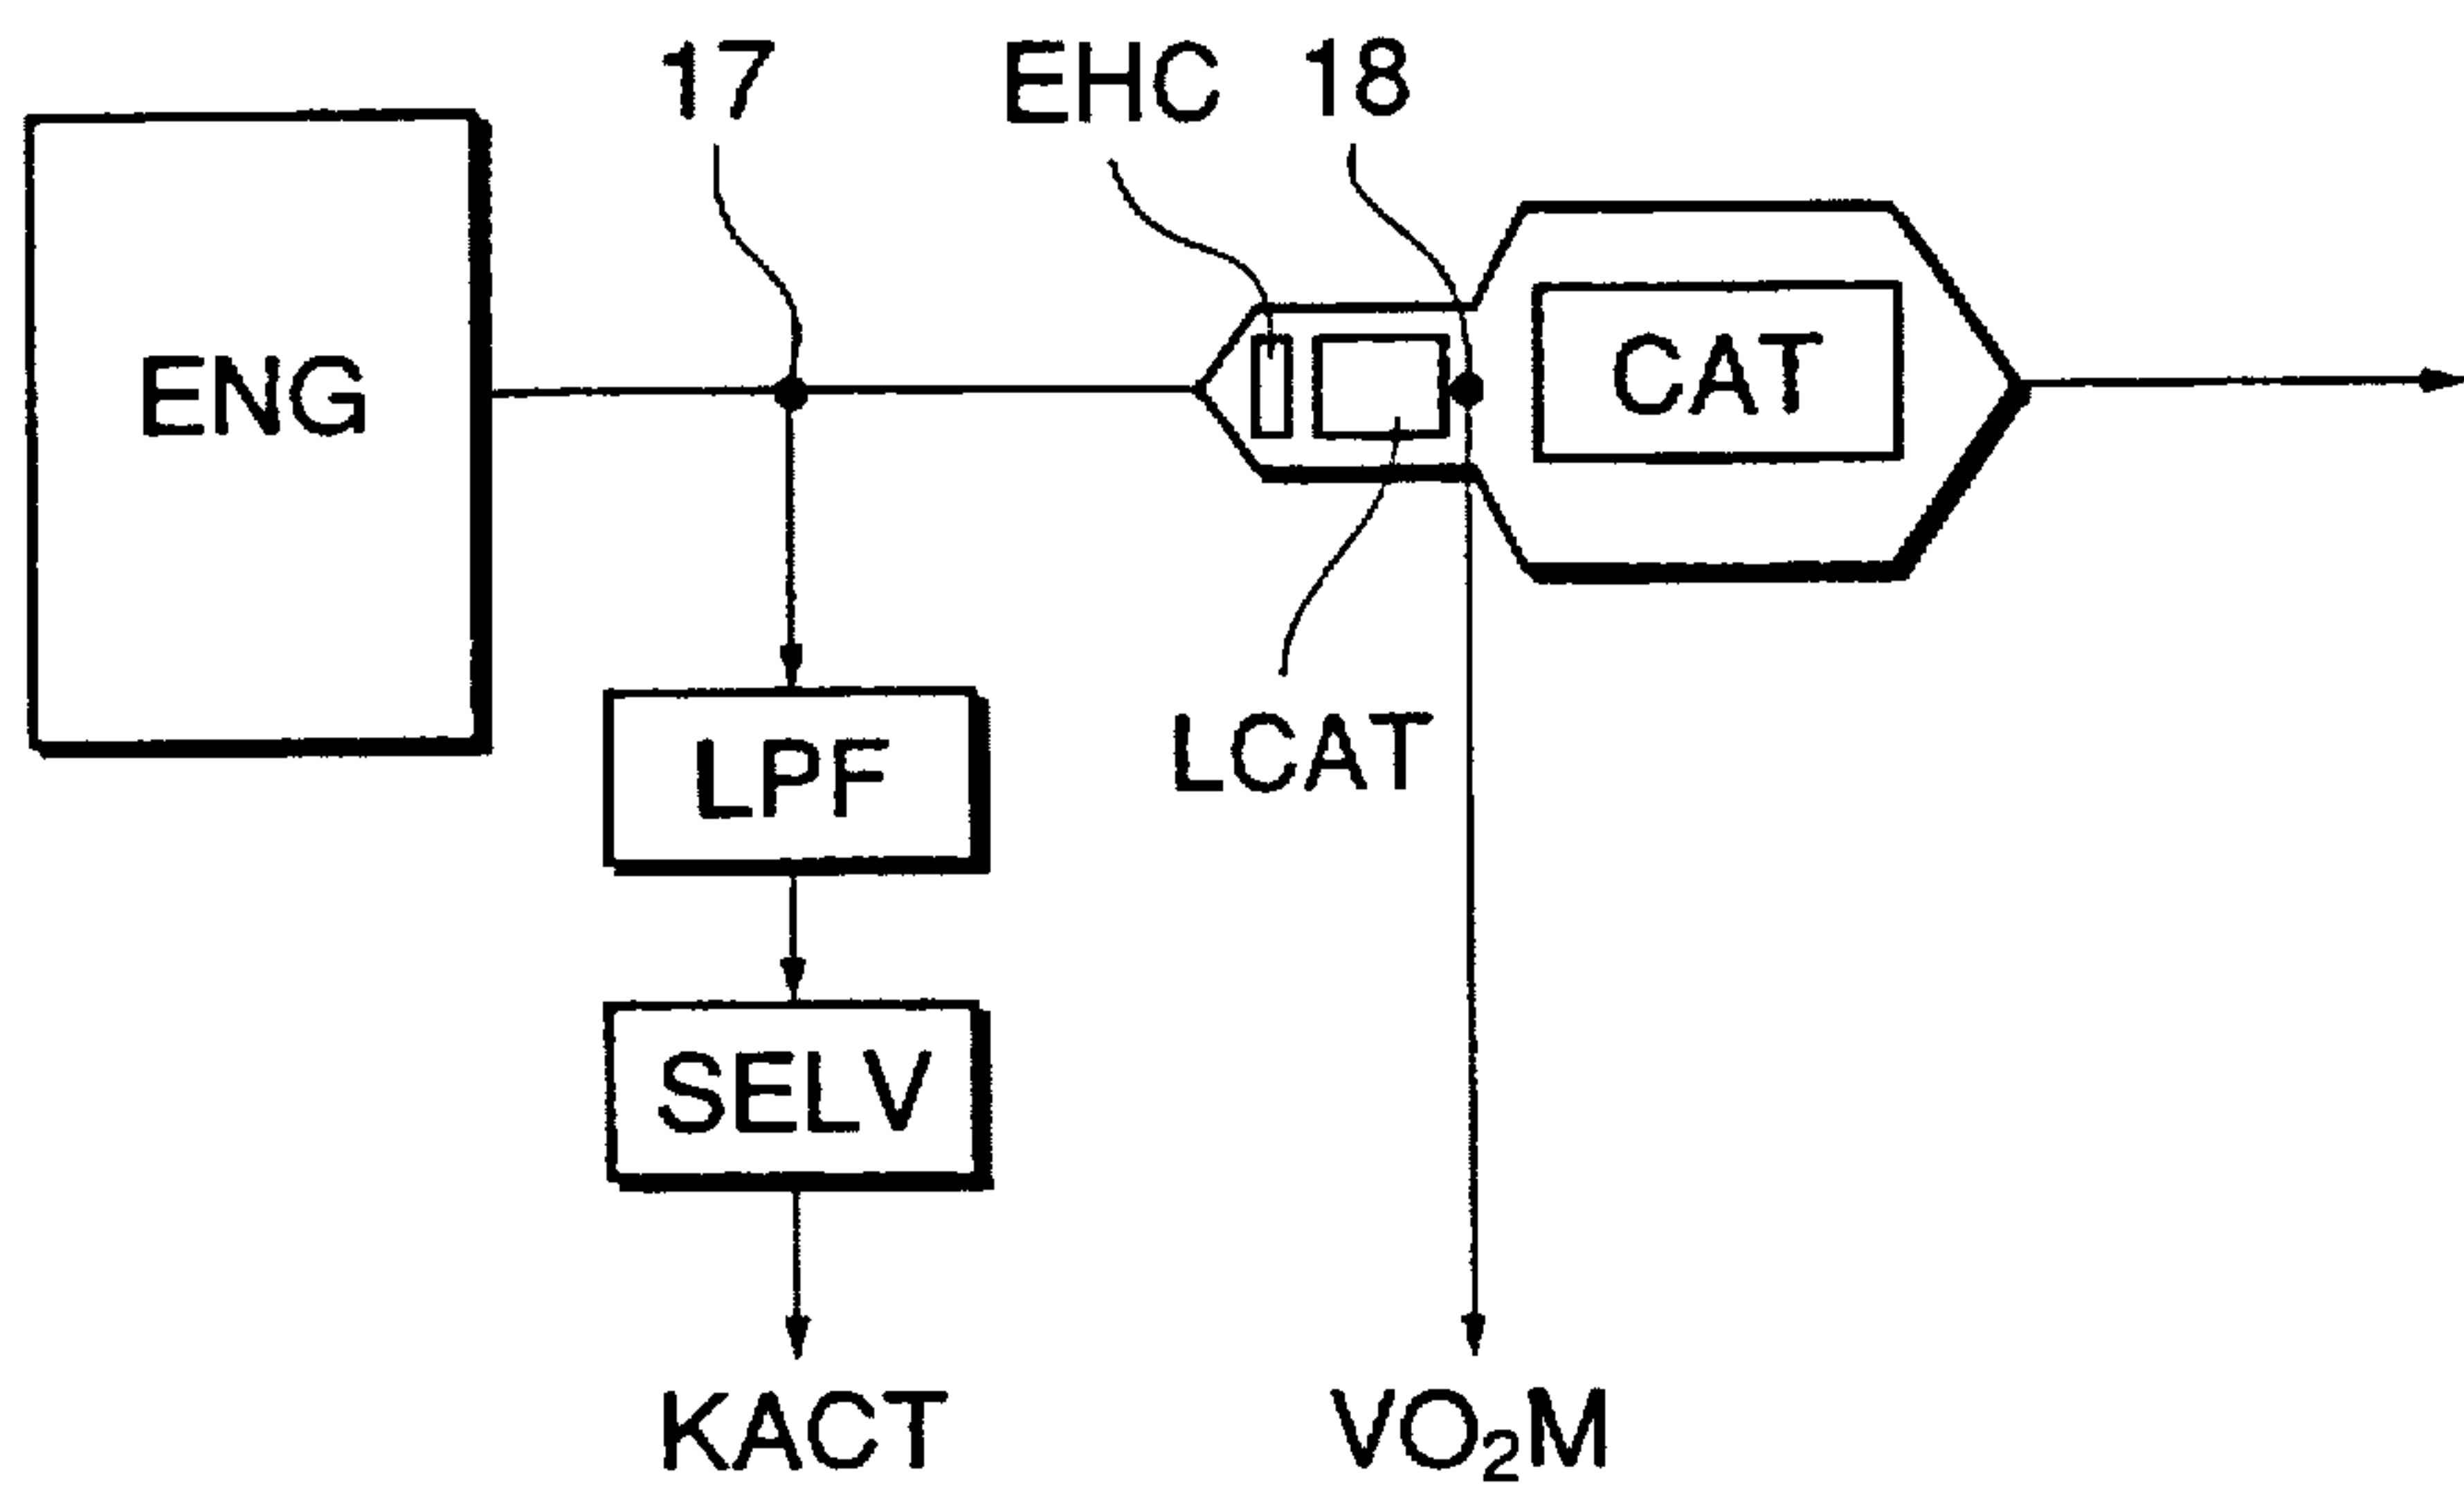 17 EHC 18
ENG
CAT
LPF
LCAT
SELV
KACT
VO₂M